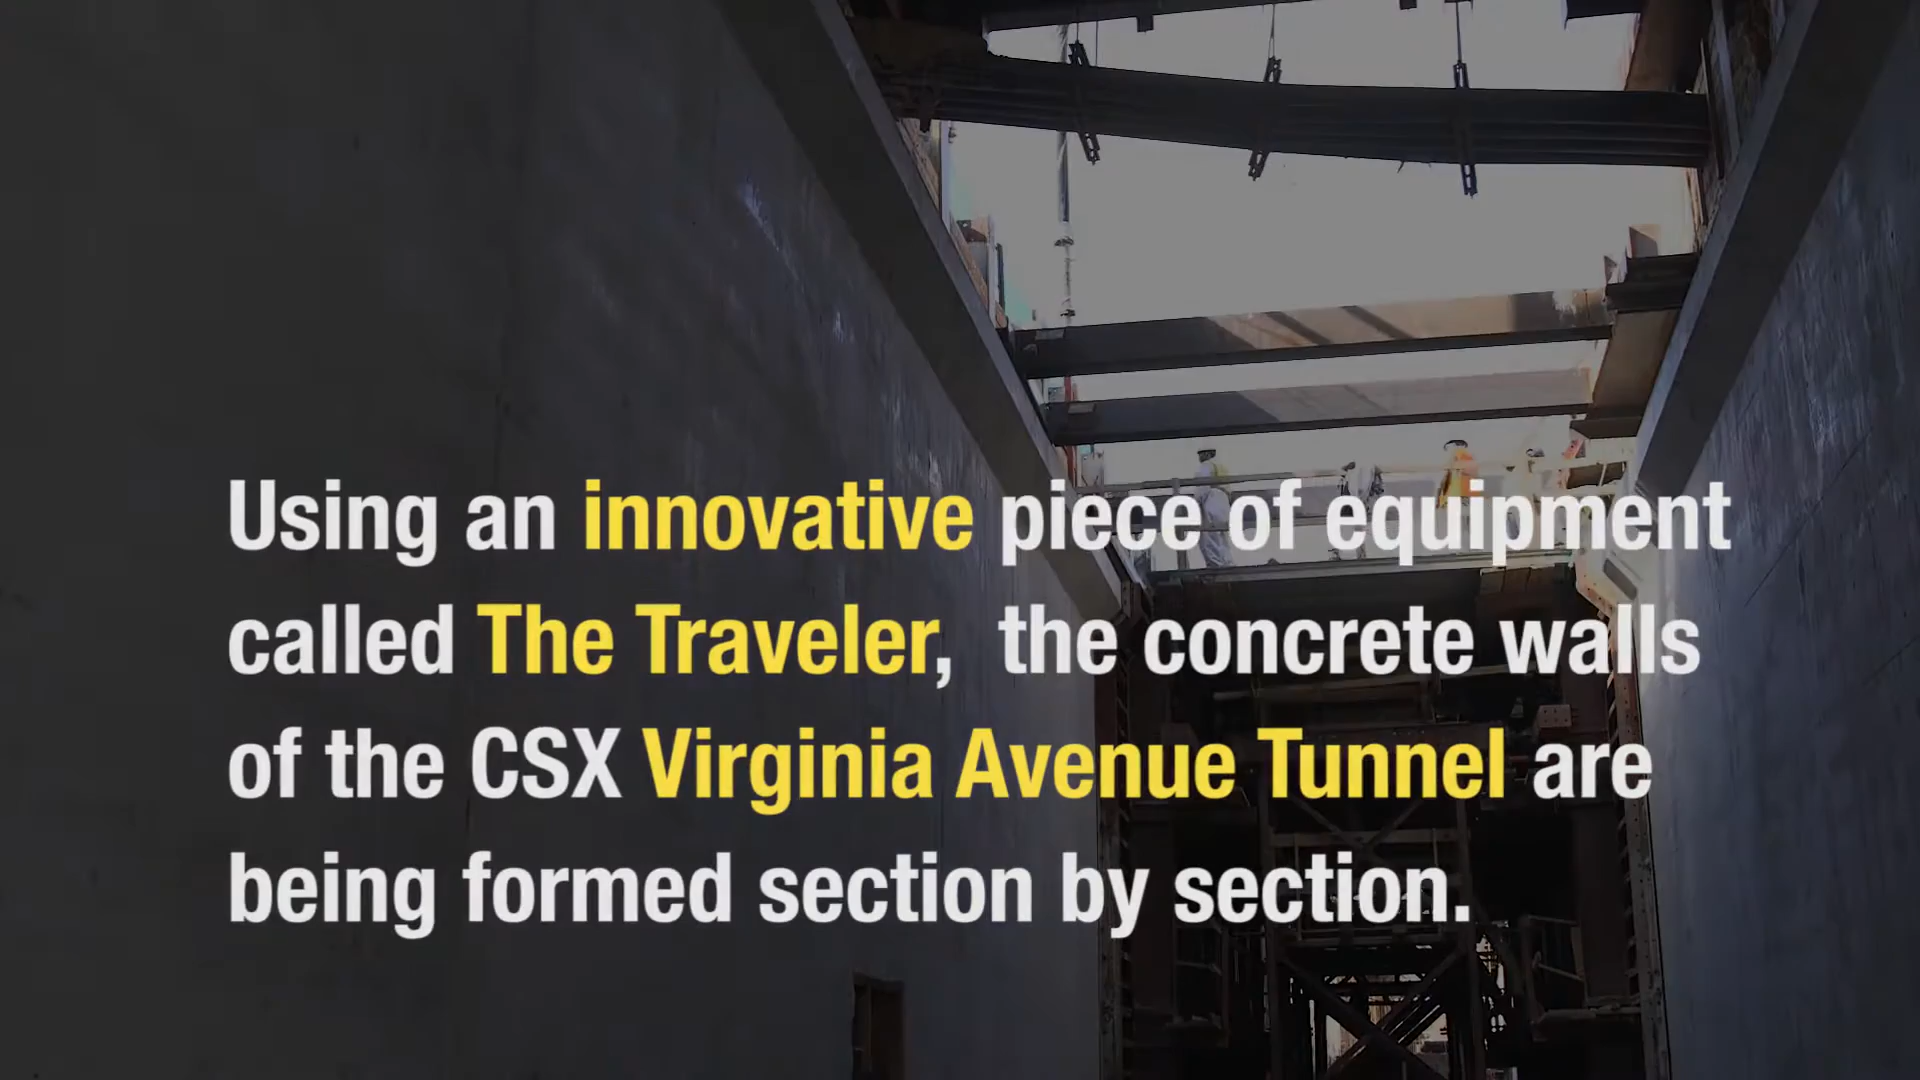 Using an innovative piece of equipment
called The Traveler,  the concrete walls
of the CSX Virginia Avenue Tunnel are
being formed section by section.